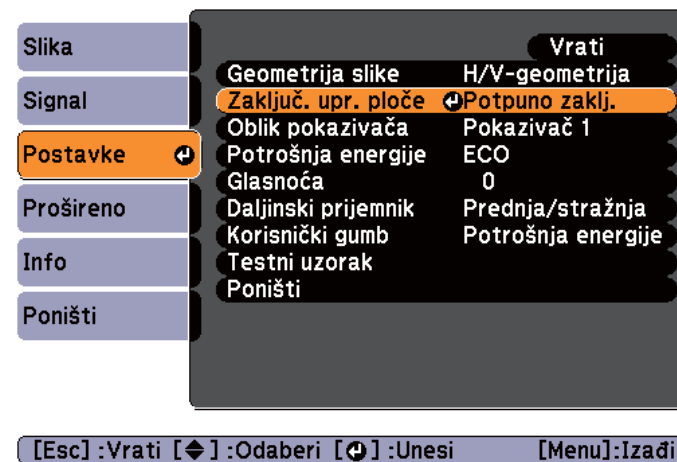 Slika
Signal
Postavke
Prošireno
Info
Poništi
Vrati
Geometrija slike H/V-geometrija
Zaključ. upr. ploče Potpuno zaklj.
Oblik pokazivača Pokazivač 1
Potrošnja energije ECO
Glasnoća 0
Daljinski prijemnik Prednja/stražnja
Korisnički gumb Potrošnja energije
Testni uzorak
Poništi
[Esc] :Vrati [◆] :Odaberi [⏎] :Unesi [Menu]:Izađi